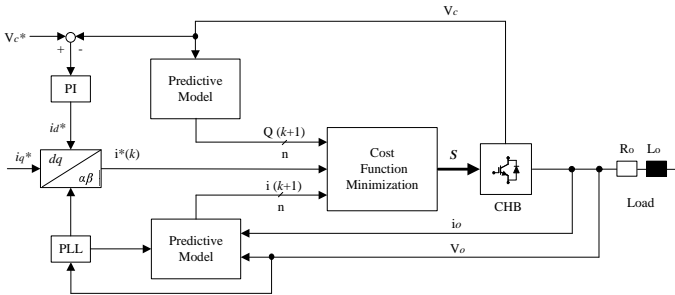 Vc
Vc*
+
-
PI
Predictive
Model
id*
Q (k+1)
n
iq*
dq
αβ
i*(k)
Cost
Function
Minimization
S
CHB
Ro
Lo
Load
i (k+1)
n
PLL
Predictive
Model
io
Vo